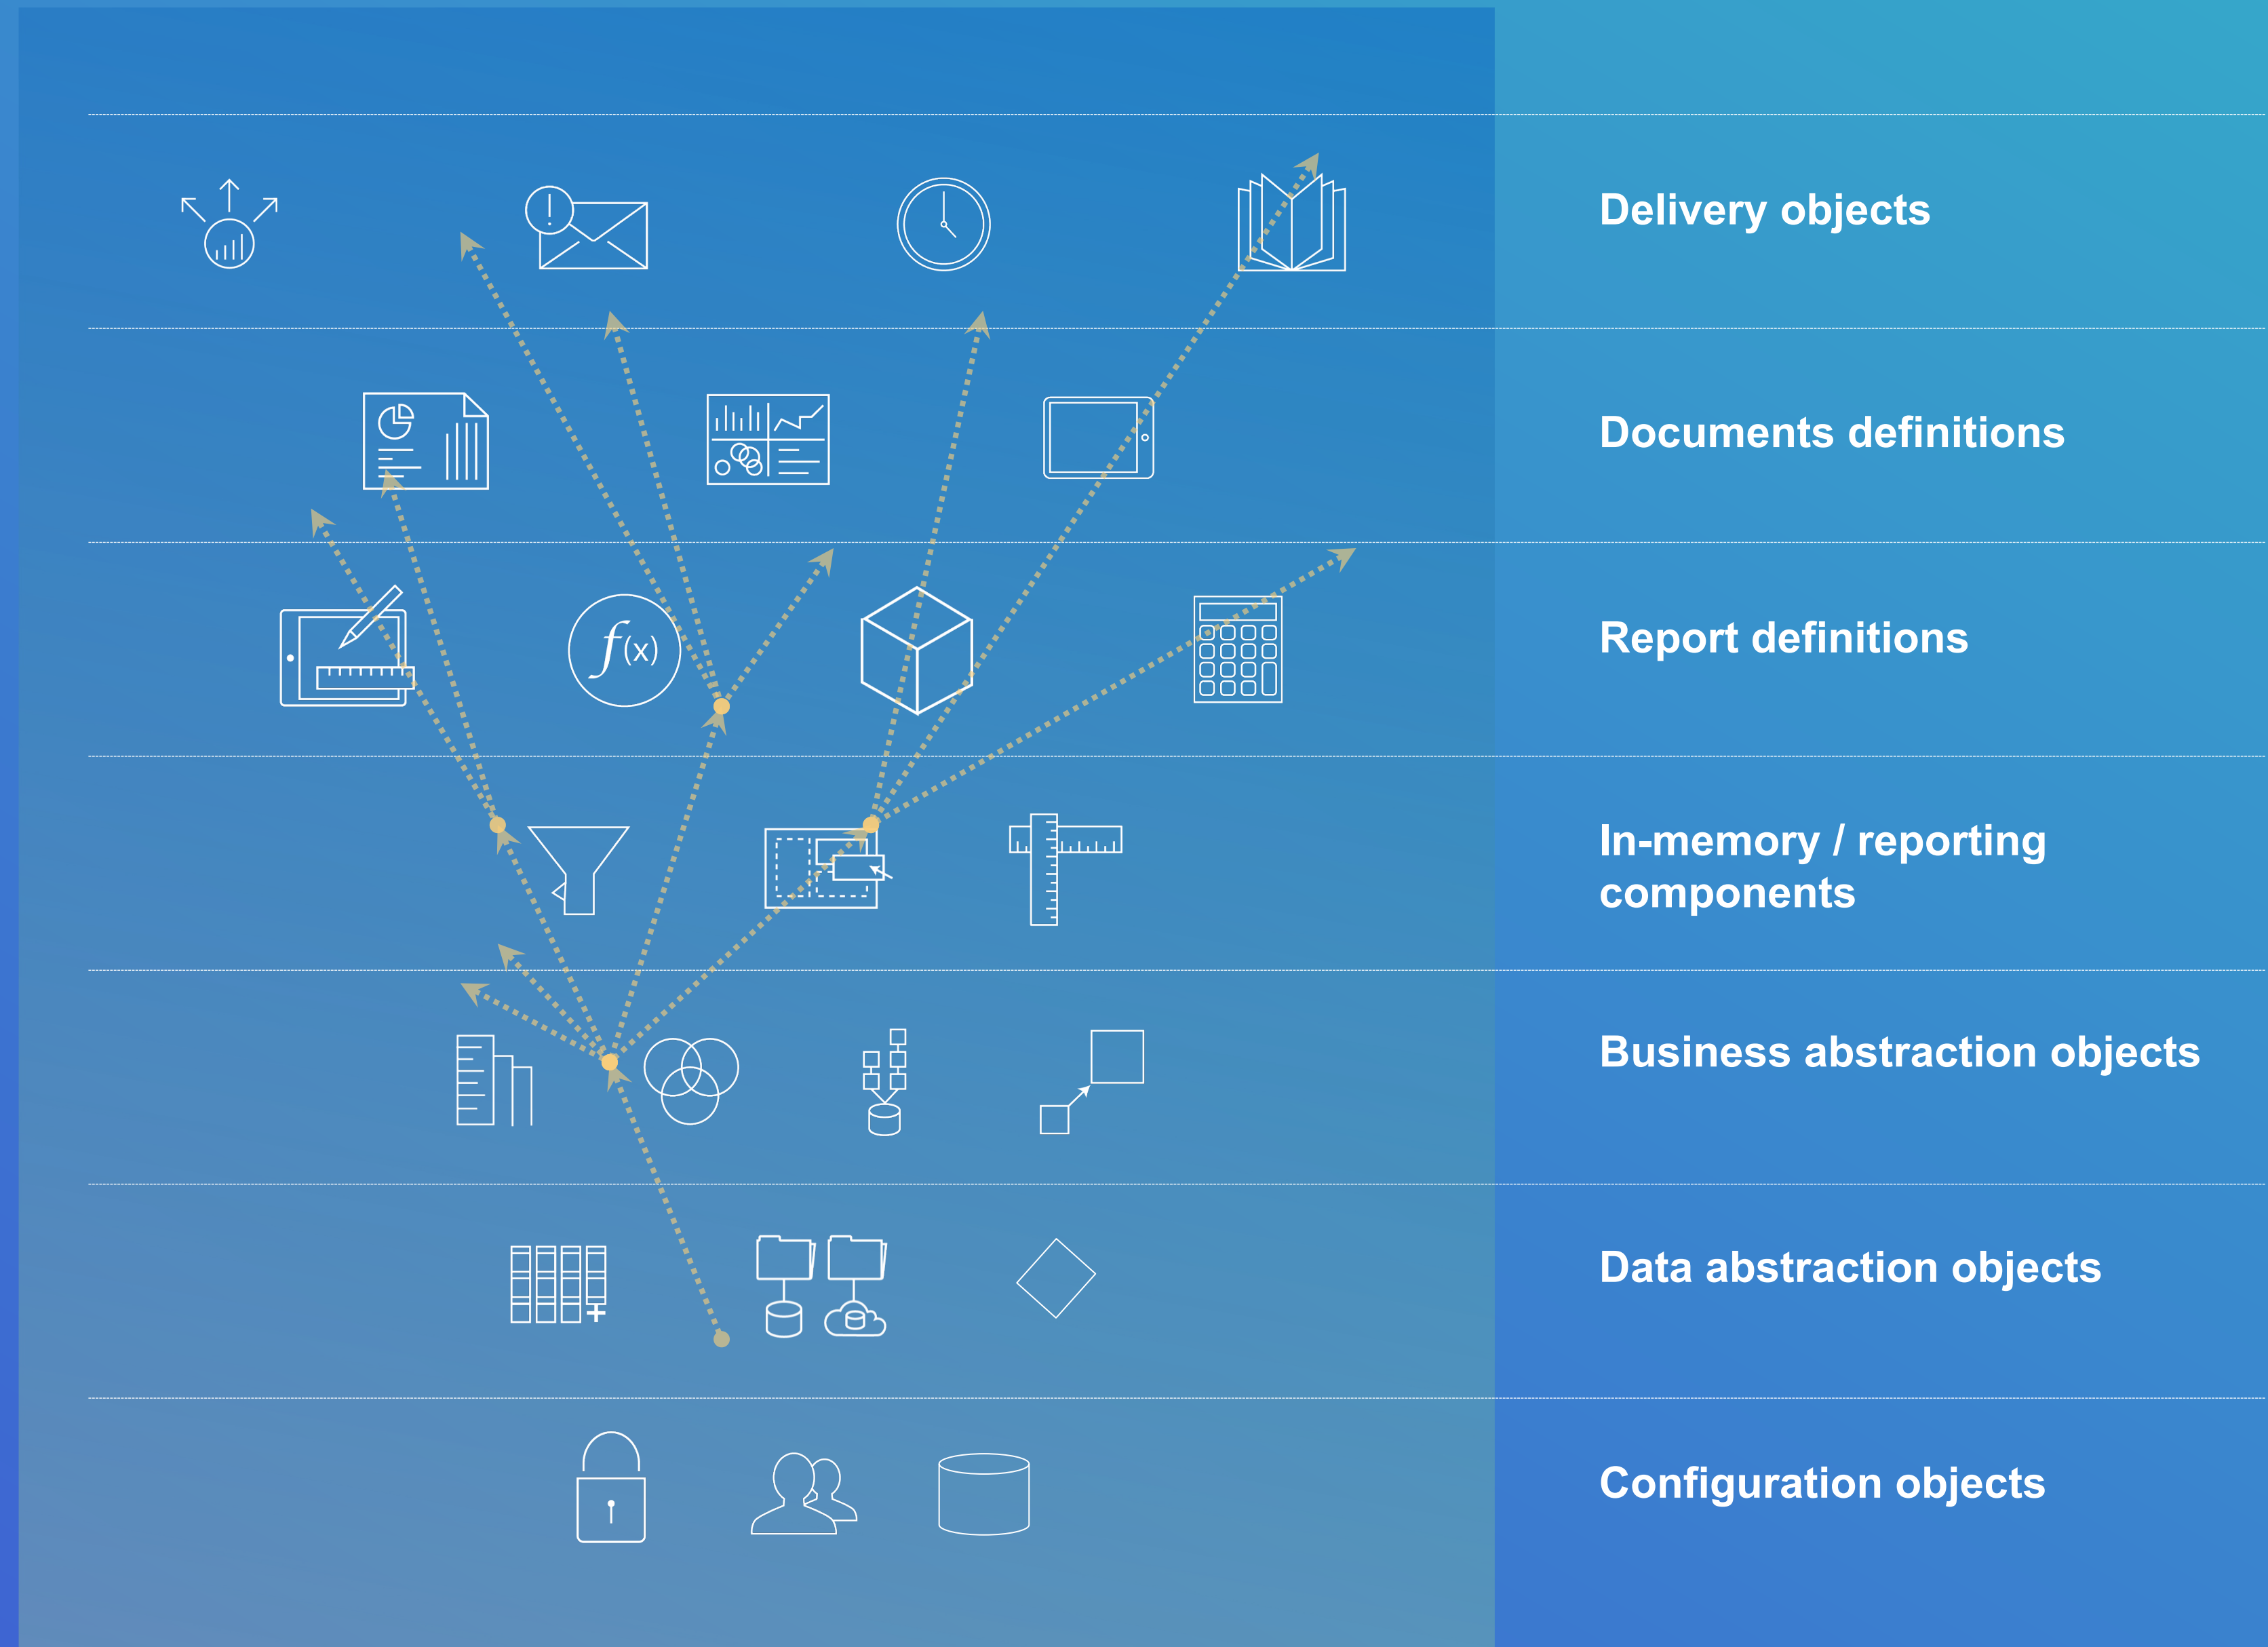 Delivery objects
Documents definitions
f(x)
Report definitions
In-memory / reporting
components
Business abstraction objects
Data abstraction objects
Configuration objects